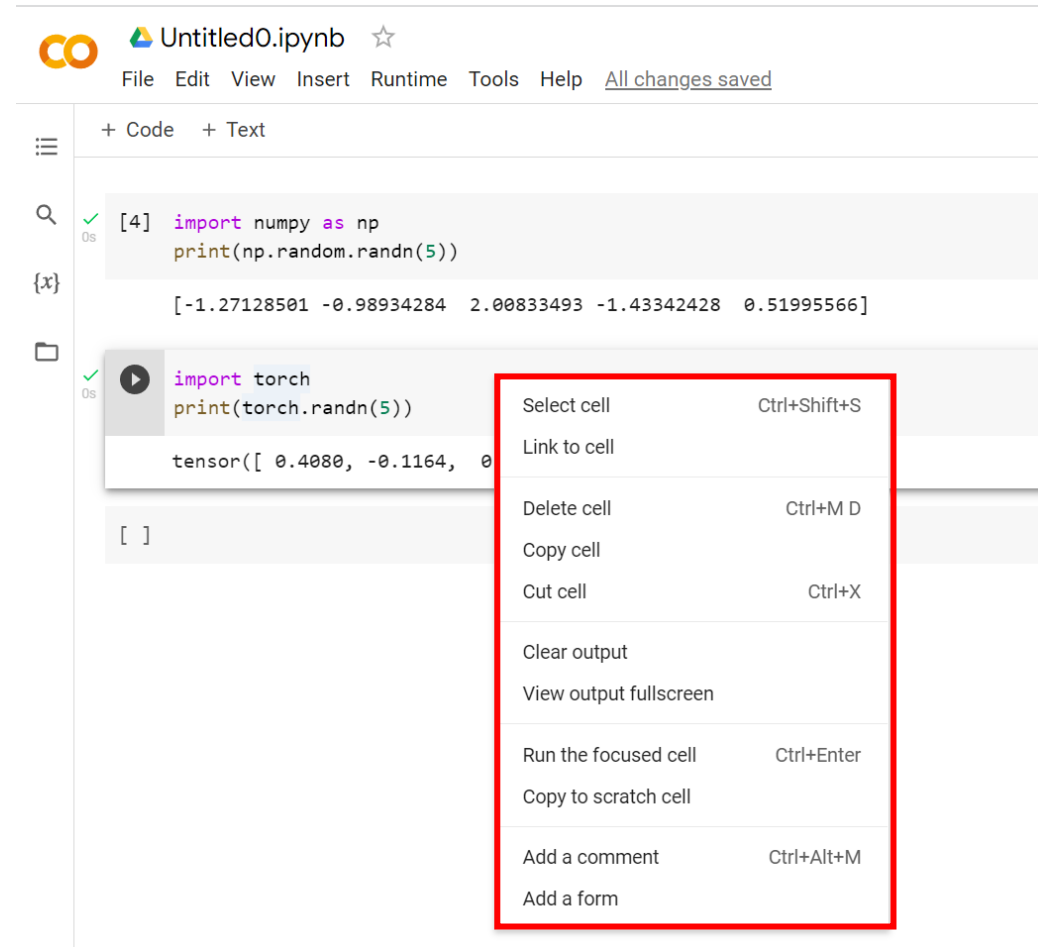 Untitled0.ipynb
File Edit View Insert Runtime Tools Help All changes saved
+ Code + Text
[4] import numpy as np
0s
print(np.random.randn(5))
{x}
[-1.27128501 -0.98934284  2.00833493 -1.43342428  0.51995566]
import torch
0s
print(torch.randn(5))
tensor([ 0.4080, -0.1164,  0
[ ]
Select cell Ctrl+Shift+S
Link to cell
Delete cell Ctrl+M D
Copy cell
Cut cell Ctrl+X
Clear output
View output fullscreen
Run the focused cell Ctrl+Enter
Copy to scratch cell
Add a comment Ctrl+Alt+M
Add a form